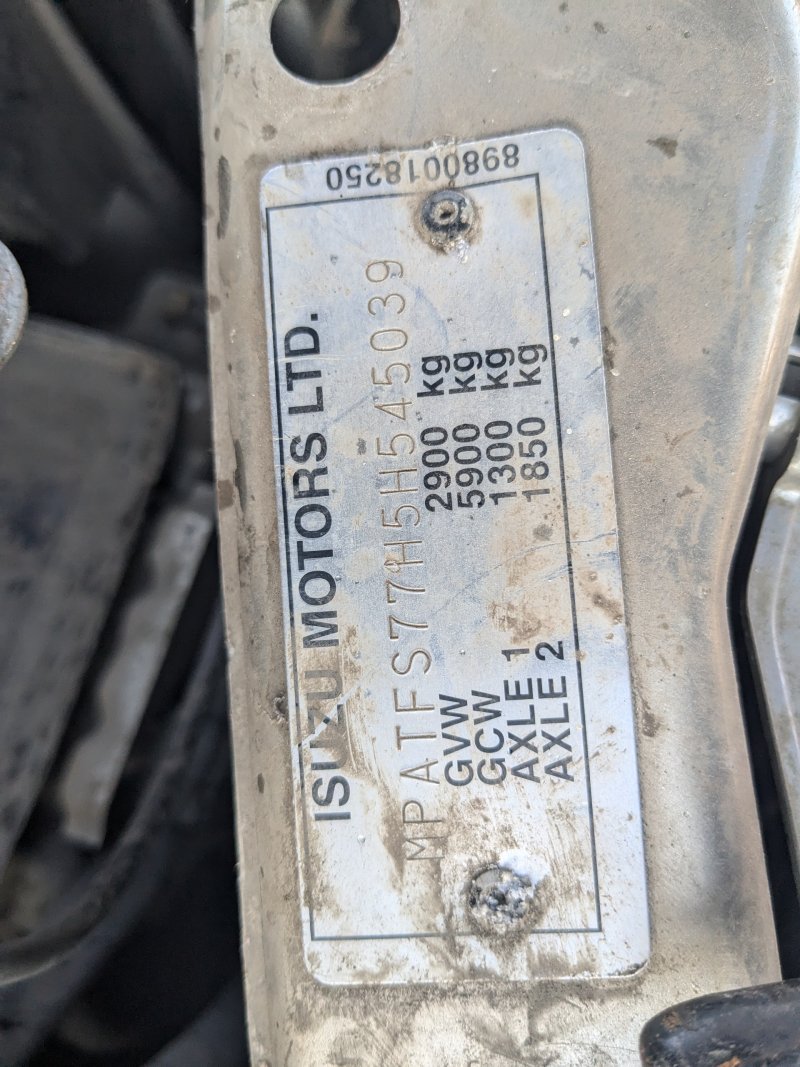 ISUZU MOTORS LTD.
MPATFS77H5H545039
GVW 2900 kg
GCW 5900 kg
AXLE 1 1300 kg
AXLE 2 1850 kg
8980018250